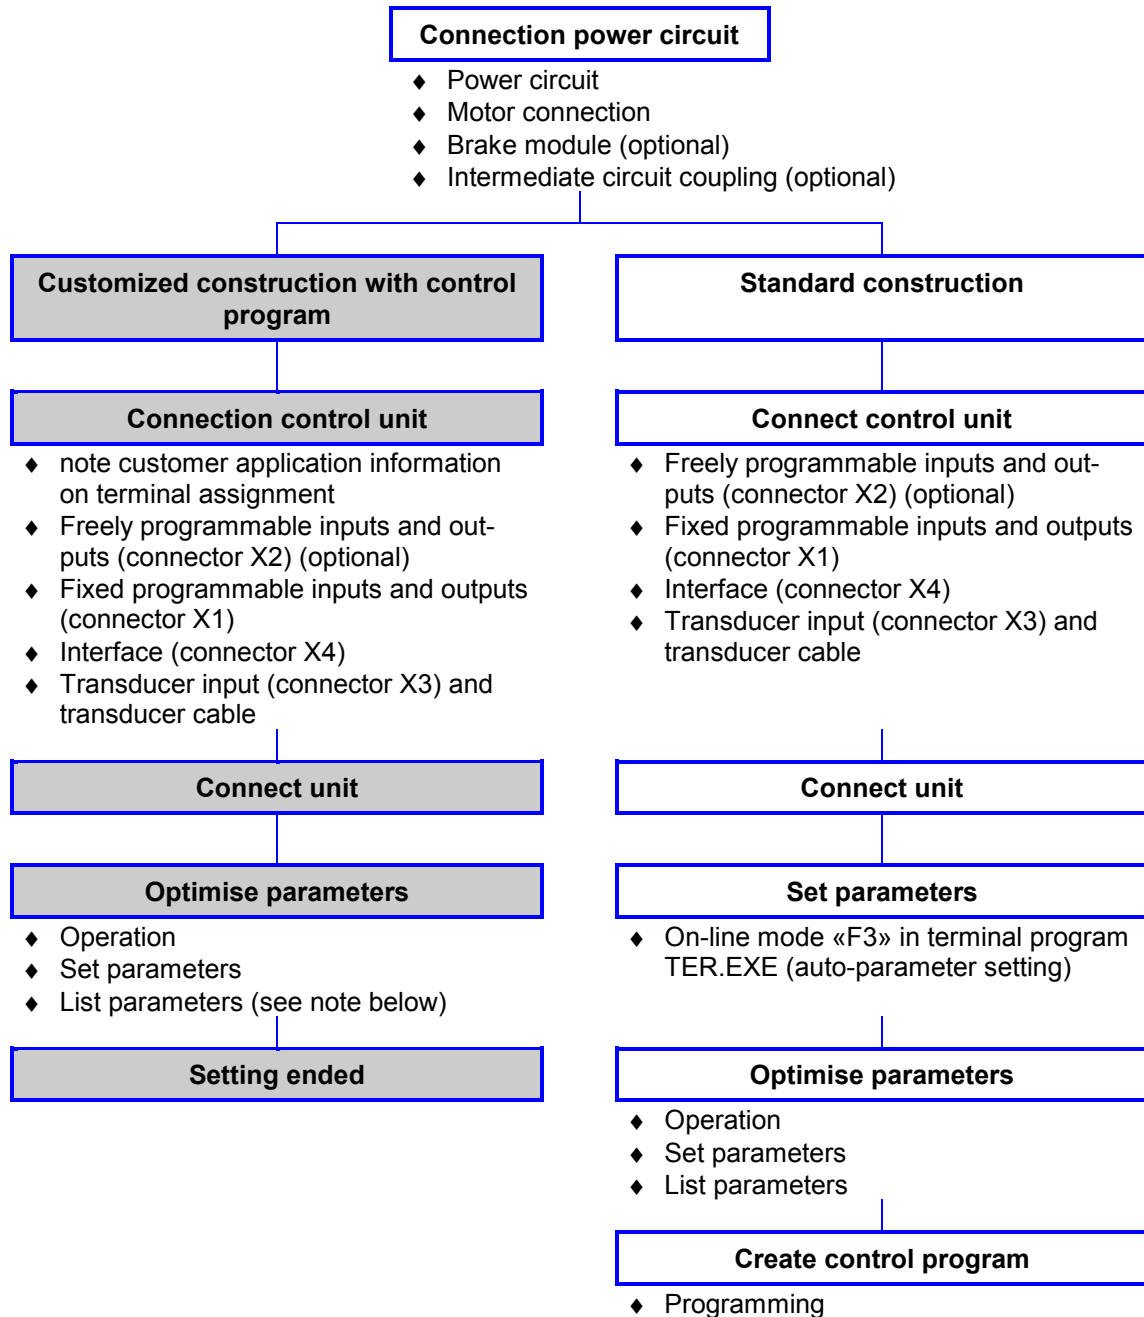 Connection power circuit
♦ Power circuit
♦ Motor connection
♦ Brake module (optional)
♦ Intermediate circuit coupling (optional)
Customized construction with control
program
Connection control unit
♦ note customer application information
on terminal assignment
♦ Freely programmable inputs and out-
puts (connector X2) (optional)
♦ Fixed programmable inputs and outputs
(connector X1)
♦ Interface (connector X4)
♦ Transducer input (connector X3) and
transducer cable
Connect unit
Optimise parameters
♦ Operation
♦ Set parameters
♦ List parameters (see note below)
Setting ended
Standard construction
Connect control unit
♦ Freely programmable inputs and out-
puts (connector X2) (optional)
♦ Fixed programmable inputs and outputs
(connector X1)
♦ Interface (connector X4)
♦ Transducer input (connector X3) and
transducer cable
Connect unit
Set parameters
♦ On-line mode «F3» in terminal program
TER.EXE (auto-parameter setting)
Optimise parameters
♦ Operation
♦ Set parameters
♦ List parameters
Create control program
♦ Programming